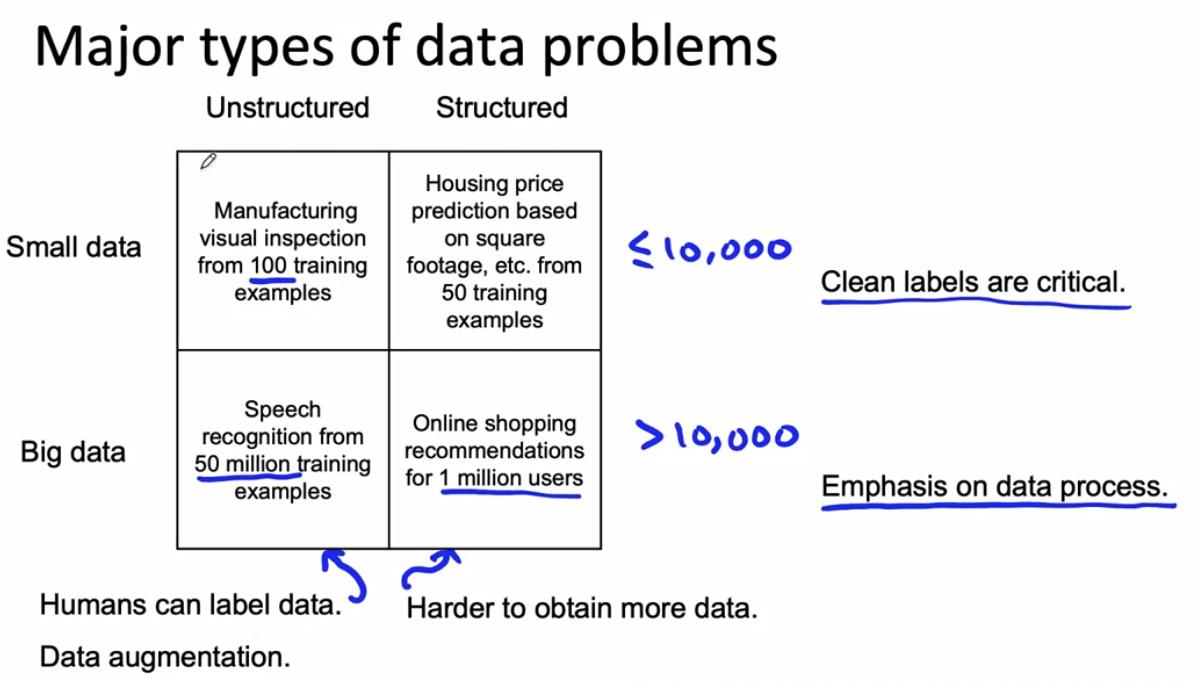 Major types of data problems
Unstructured
Structured
Small data
Manufacturing
visual inspection
from 100 training
examples
Housing price
prediction based
on square
footage, etc. from
50 training
examples
≤10,000
Clean labels are critical.
Big data
Speech
recognition from
50 million training
examples
Online shopping
recommendations
for 1 million users
>10,000
Emphasis on data process.
Humans can label data.
Data augmentation.
Harder to obtain more data.